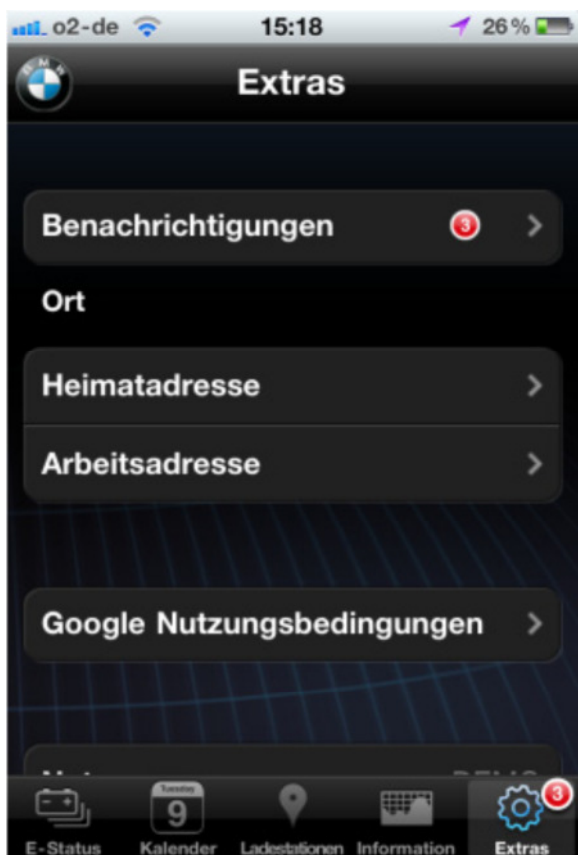 o2-de 15:18 26%
BMW
Extras
Benachrichtigungen 3
Ort
Heimatadresse
Arbeitsadresse
Google Nutzungsbedingungen
3
Tuesday
9
E-Status Kalender Ladestationen Information Extras